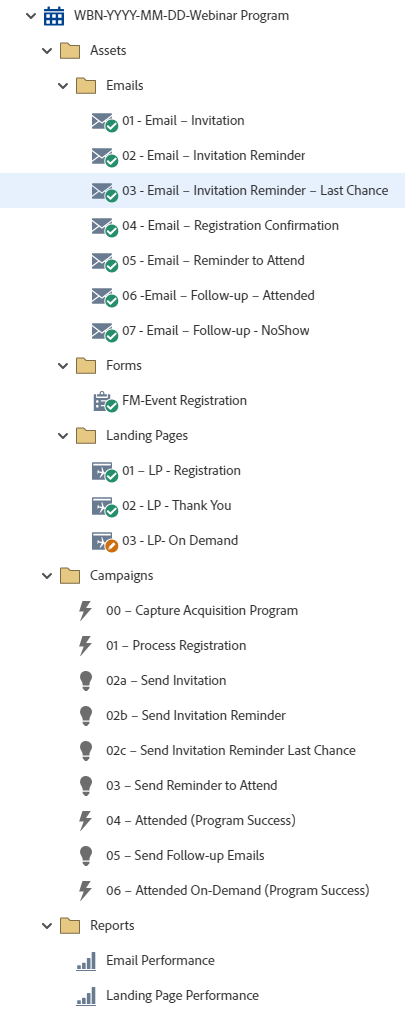 WBN-YYYY-MM-DD-Webinar Program
Assets
Emails
01 - Email – Invitation
02 - Email – Invitation Reminder
03 - Email – Invitation Reminder – Last Chance
04 - Email – Registration Confirmation
05 - Email – Reminder to Attend
06 -Email – Follow-up – Attended
07 - Email – Follow-up - NoShow
Forms
FM-Event Registration
Landing Pages
01 – LP - Registration
02 - LP - Thank You
03 - LP- On Demand
Campaigns
00 – Capture Acquisition Program
01 – Process Registration
02a – Send Invitation
02b – Send Invitation Reminder
02c – Send Invitation Reminder Last Chance
03 – Send Reminder to Attend
04 – Attended (Program Success)
05 – Send Follow-up Emails
06 – Attended On-Demand (Program Success)
Reports
Email Performance
Landing Page Performance